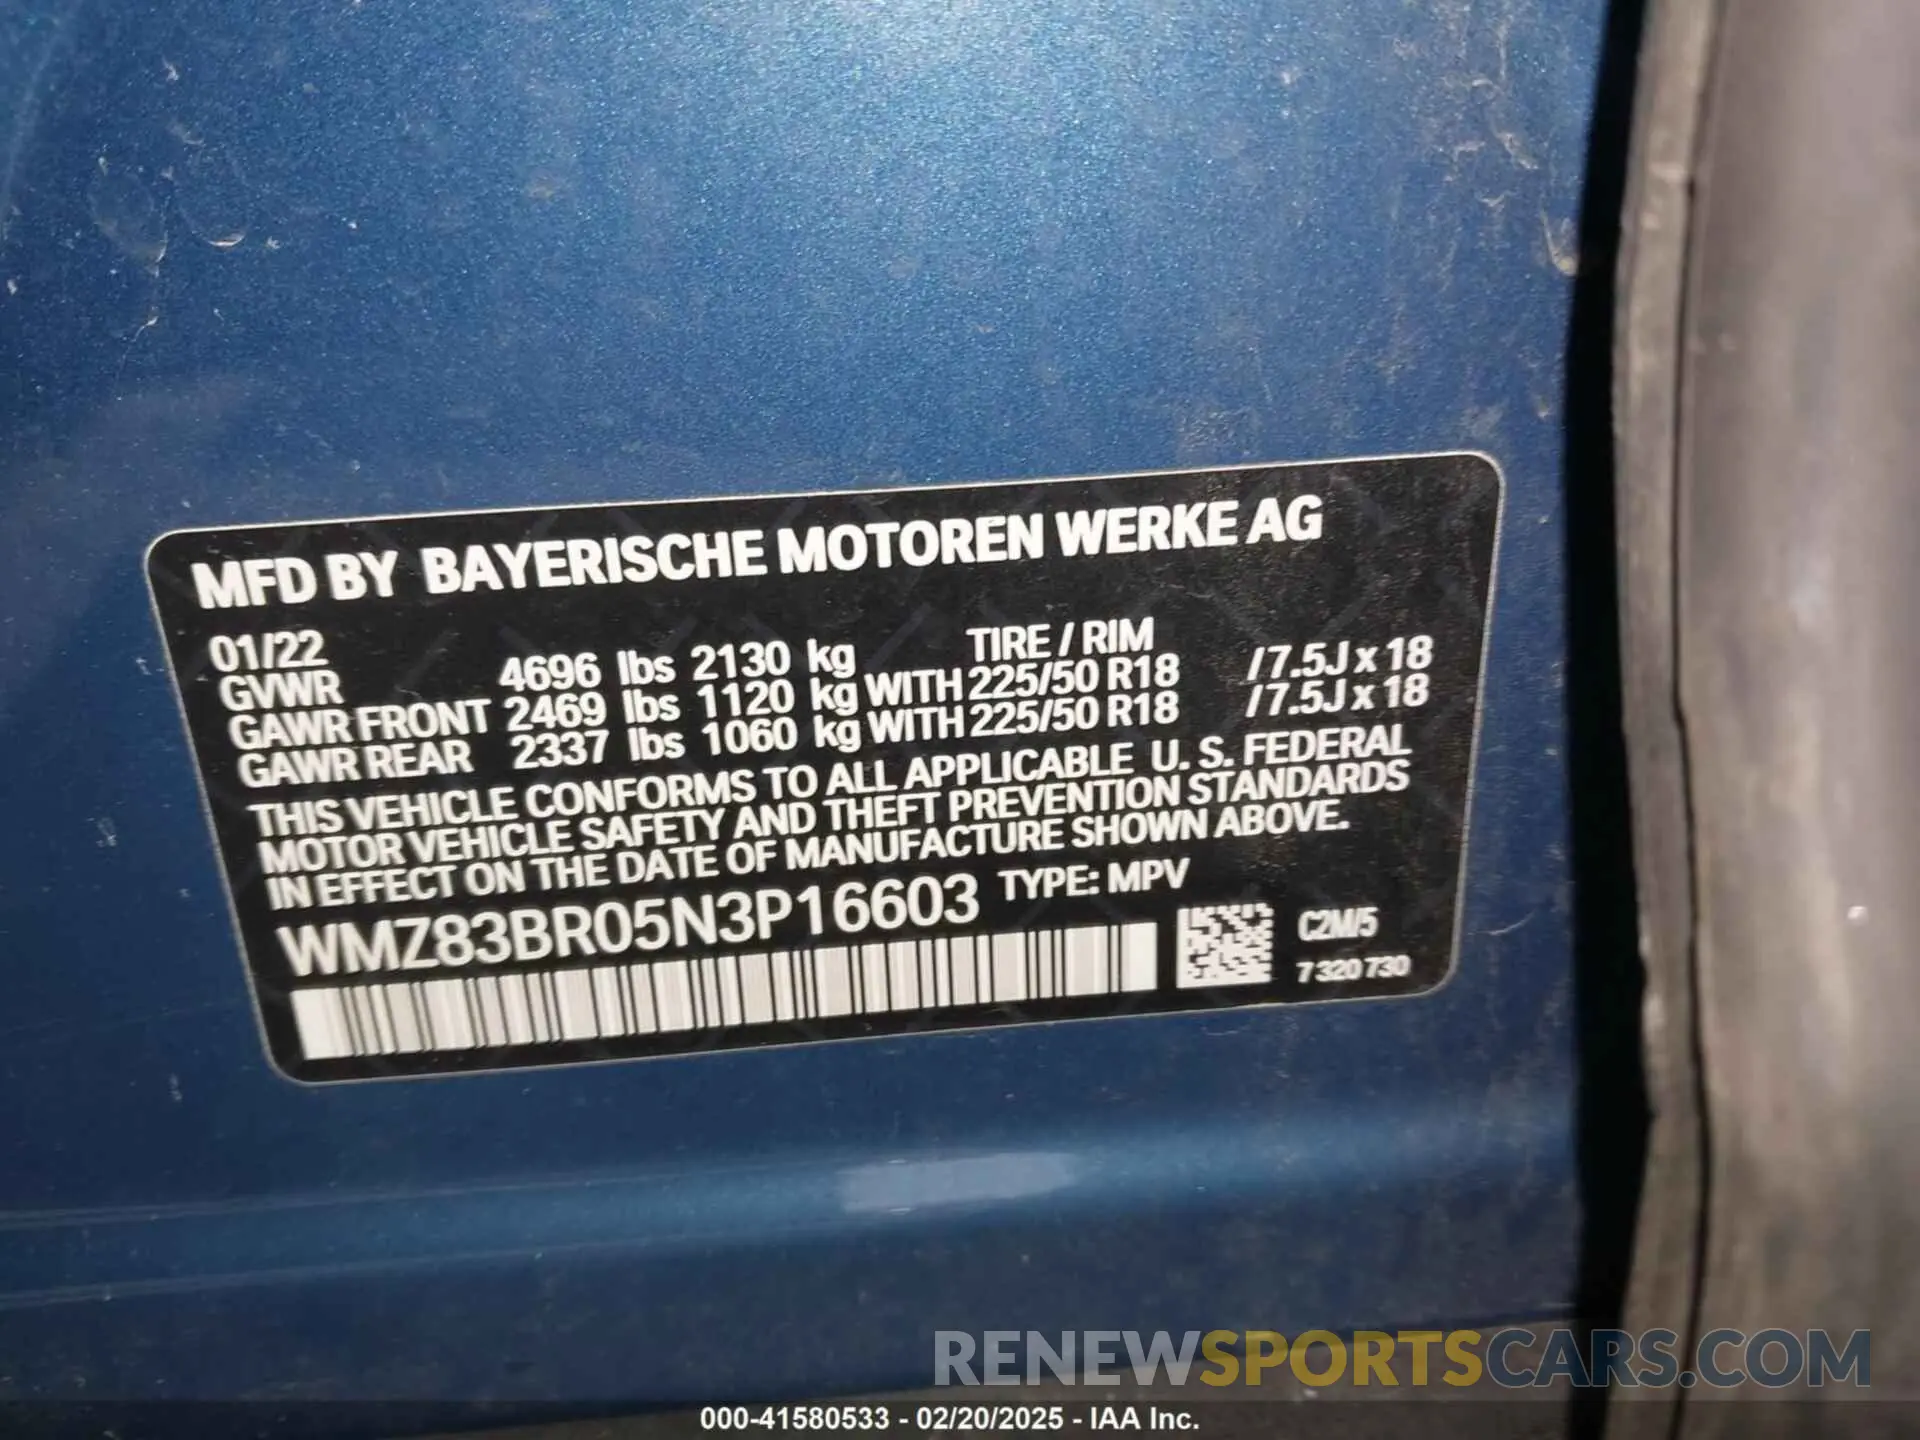 MFD BY BAYERISCHE MOTOREN WERKE AG
01/22 TIRE / RIM
GVWR 4696 lbs 2130 kg
GAWR FRONT 2469 lbs 1120 kg WITH 225/50 R18 /7.5J x 18
GAWR REAR 2337 lbs 1060 kg WITH 225/50 R18 /7.5J x 18
THIS VEHICLE CONFORMS TO ALL APPLICABLE U. S. FEDERAL
MOTOR VEHICLE SAFETY AND THEFT PREVENTION STANDARDS
IN EFFECT ON THE DATE OF MANUFACTURE SHOWN ABOVE.
WMZ83BR05N3P16603 TYPE: MPV
C2M/5
7 320 730
RENEWSPORTSCARS.COM
000-41580533 - 02/20/2025 - IAA Inc.